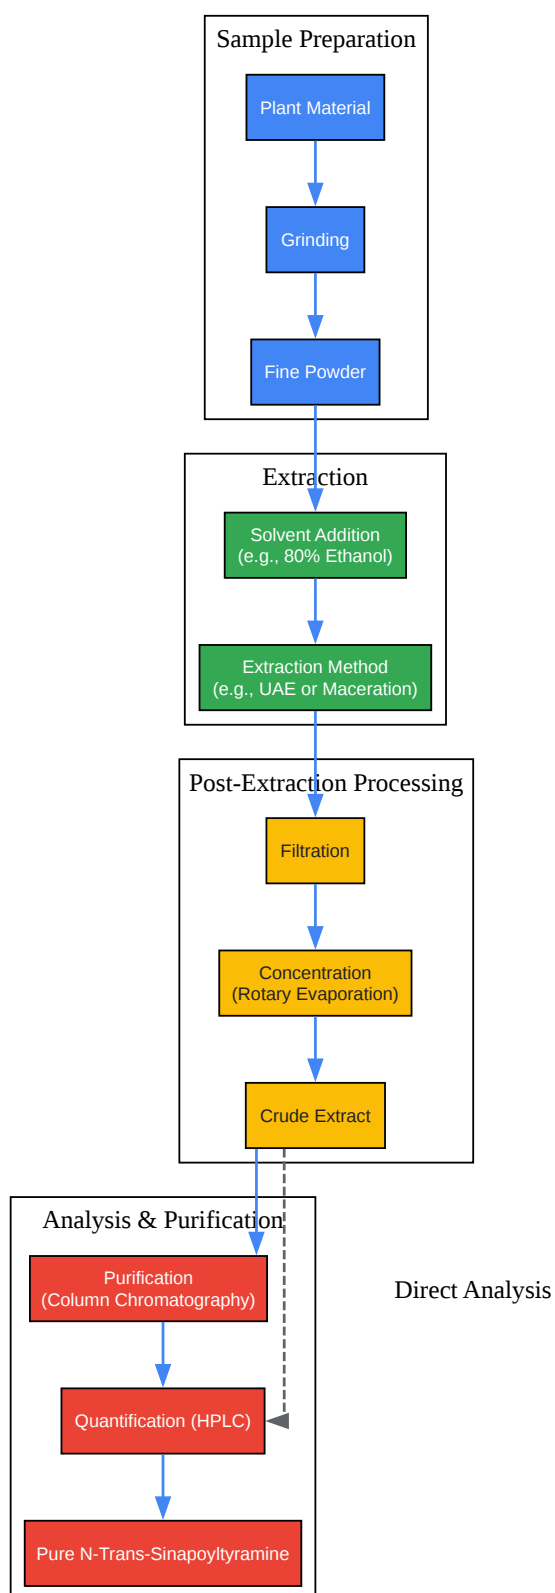 Sample Preparation
Plant Material
Grinding
Fine Powder
Extraction
Solvent Addition
(e.g., 80% Ethanol)
Extraction Method
(e.g., UAE or Maceration)
Post-Extraction Processing
Filtration
Concentration
(Rotary Evaporation)
Crude Extract
Analysis & Purification
Purification
(Column Chromatography)
Direct Analysis
Quantification (HPLC)
Pure N-Trans-Sinapoyltyramine